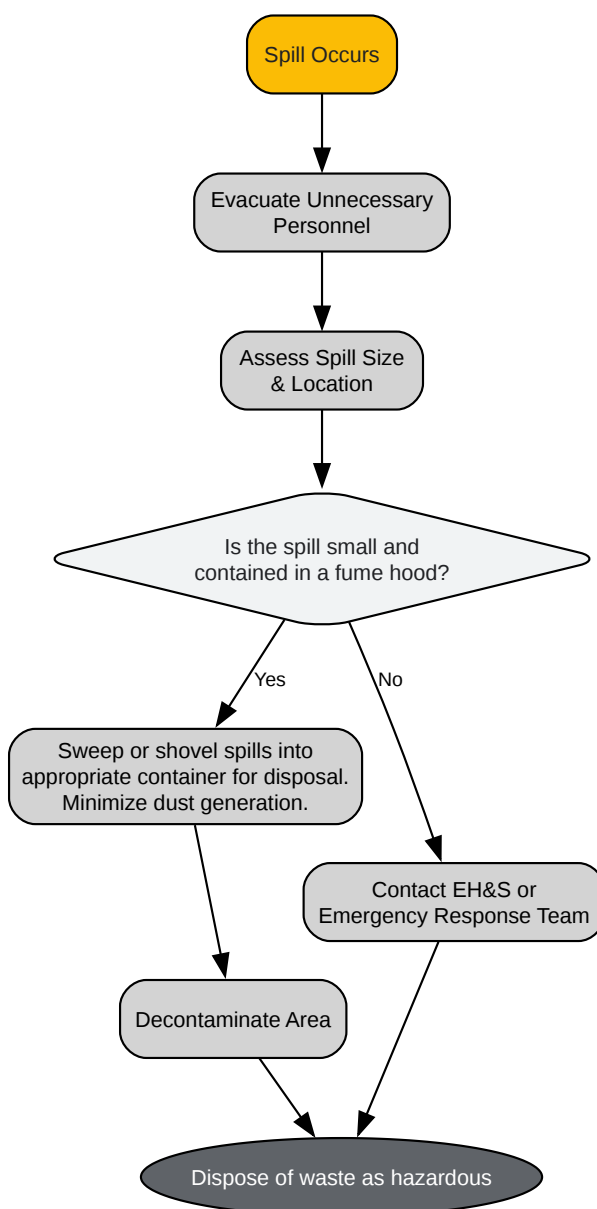 Spill Occurs
Evacuate Unnecessary
Personnel
Assess Spill Size
& Location
Is the spill small and
contained in a fume hood?
Yes
No
Sweep or shovel spills into
appropriate container for disposal.
Minimize dust generation.
Contact EH&S or
Emergency Response Team
Decontaminate Area
Dispose of waste as hazardous